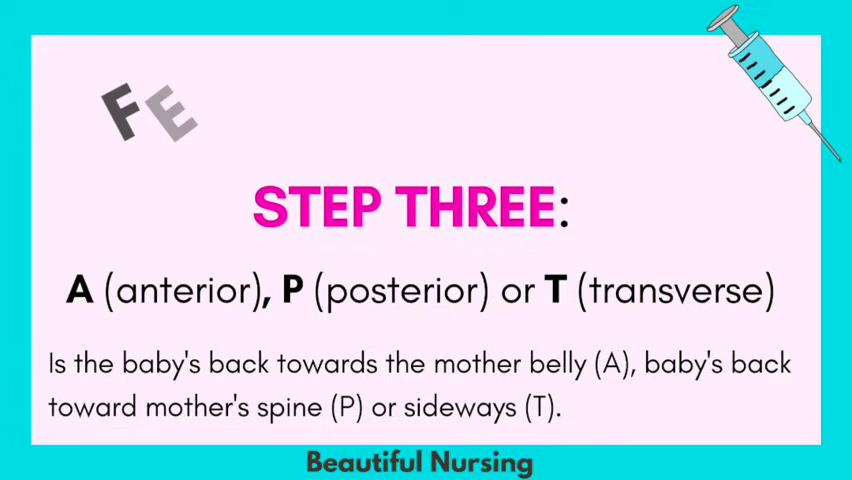 FE
STEP THREE:
A (anterior), P (posterior) or T (transverse)
Is the baby's back towards the mother belly (A), baby's back
toward mother's spine (P) or sideways (T).
Beautiful Nursing